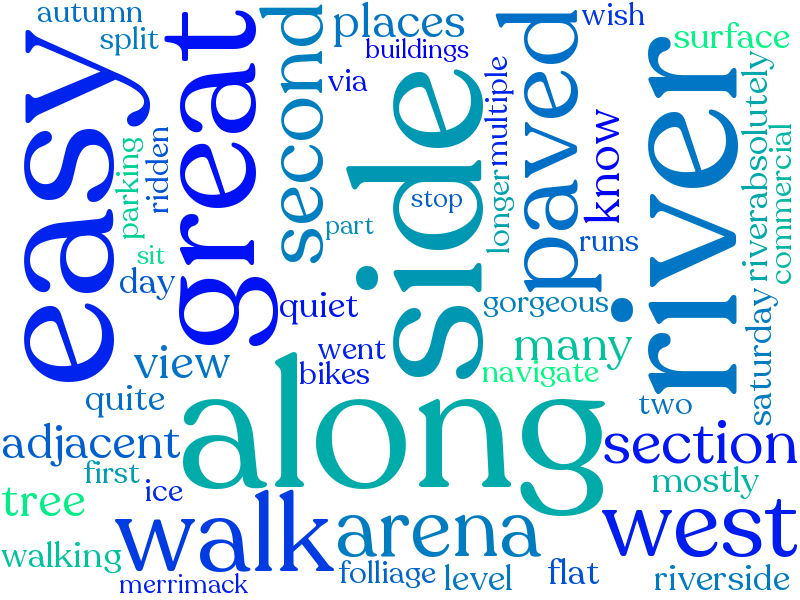 autumn
split
easy
great
second
places
buildings
via
wish
paved
surface
river
riverabsolutely
commercial
multiple
longer
know
side
stop
part
parking
ridden
sit
day
quiet
runs
gorgeous
saturday
view
went
bikes
many
navigate
quite
along
two
adjacent
section
first
ice
mostly
tree
walk
arena
west
walking
merrimack
folliage
level
flat
riverside